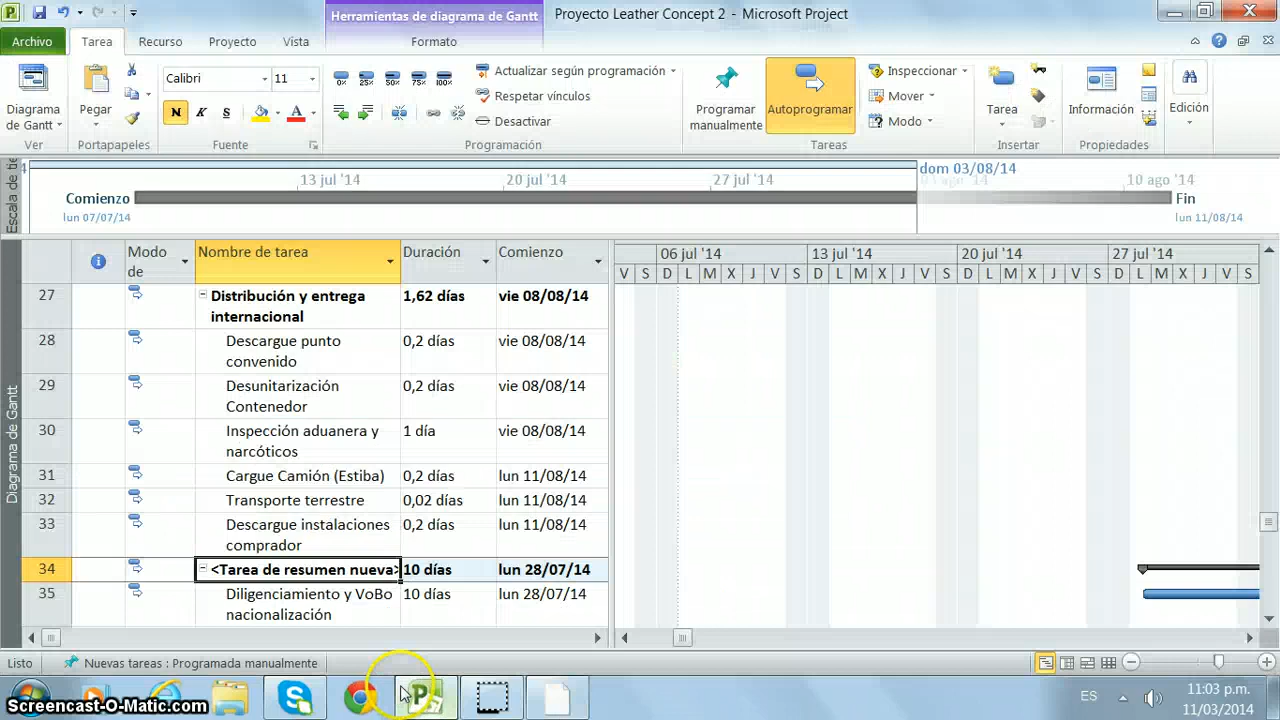 Herramientas de diagrama de Gantt
Proyecto Leather Concept 2 - Microsoft Project
Archivo Tarea Recurso Proyecto Vista Formato
Diagrama de Gantt
Ver
Pegar
Portapapeles
Calibri 11
N K S
A
Fuente
0% 25% 50% 75% 100%
Actualizar según programación
Respetar vínculos
Desactivar
Programación
Programar manualmente
Autoprogramar
Inspeccionar
Mover
Modo
Tareas
Tarea
Insertar
Información
Propiedades
Edición
dom 03/08/14
13 jul '14 20 jul '14 27 jul '14 10 ago '14
Comienzo Fin
lun 07/07/14 lun 11/08/14
Diagrama de Gantt
Modo de Nombre de tarea Duración Comienzo
06 jul '14 13 jul '14 20 jul '14 27 jul '14
V S D L M X J V S D L M X J V S D L M X J V S D L M X J V S
27 Distribución y entrega 1,62 días vie 08/08/14
internacional
28 Descargue punto 0,2 días vie 08/08/14
convenido
29 Desunitarización 0,2 días vie 08/08/14
Contenedor
30 Inspección aduanera y 1 día vie 08/08/14
narcóticos
31 Cargue Camión (Estiba) 0,2 días lun 11/08/14
32 Transporte terrestre 0,02 días lun 11/08/14
33 Descargue instalaciones 0,2 días lun 11/08/14
comprador
34 <Tarea de resumen nueva> 10 días lun 28/07/14
35 Diligenciamiento y VoBo 10 días lun 28/07/14
nacionalización
Listo Nuevas tareas : Programada manualmente
Screencast-O-Matic.com
ES
11:03 p.m.
11/03/2014